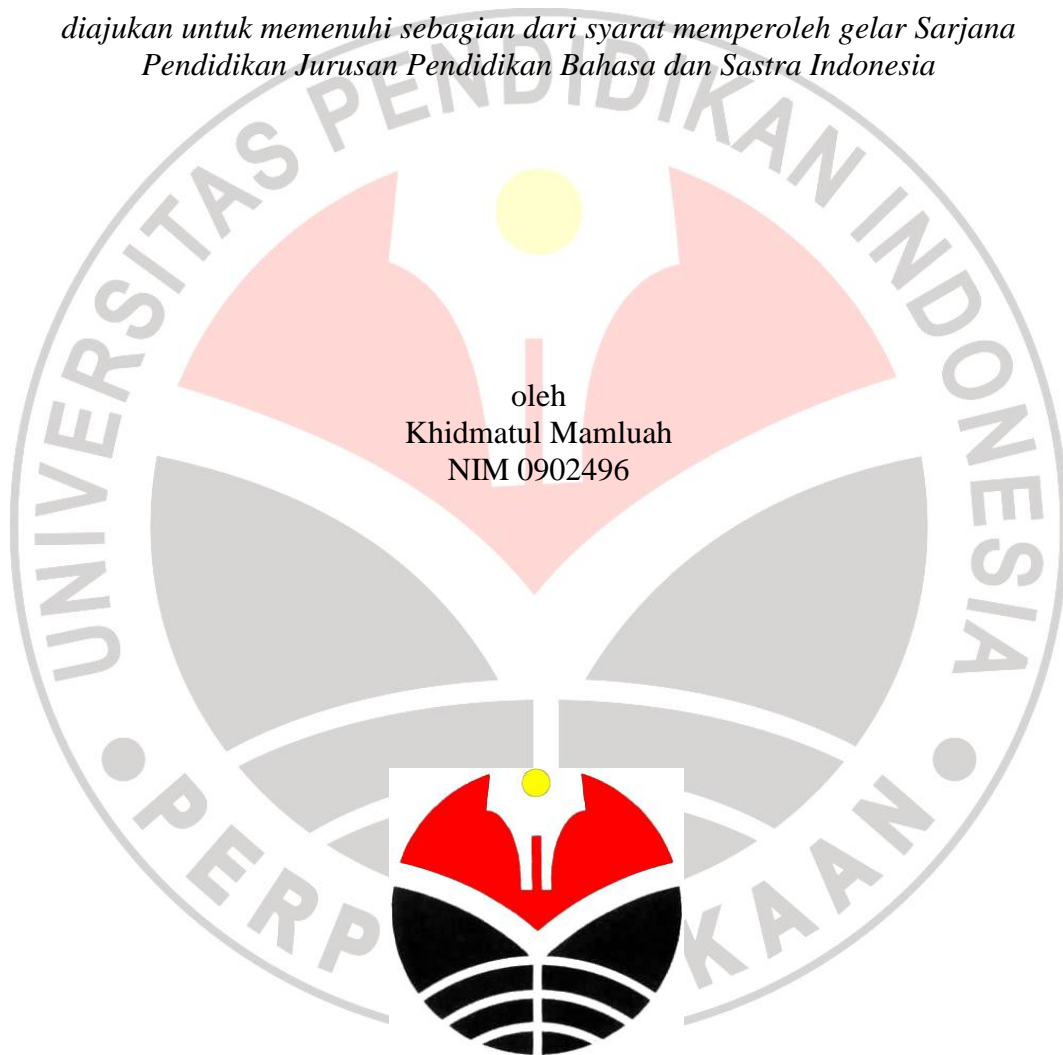 diajukan untuk memenuhi sebagian dari syarat memperoleh gelar Sarjana
Pendidikan Jurusan Pendidikan Bahasa dan Sastra Indonesia
UNIVERSITAS PENDIDIKAN INDONESIA
oleh
Khidmatul Mamluah
NIM 0902496